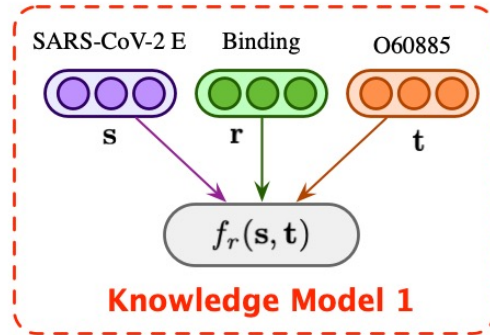 SARS-CoV-2 E Binding O60885
s r t
f_r(s, t)
Knowledge Model 1